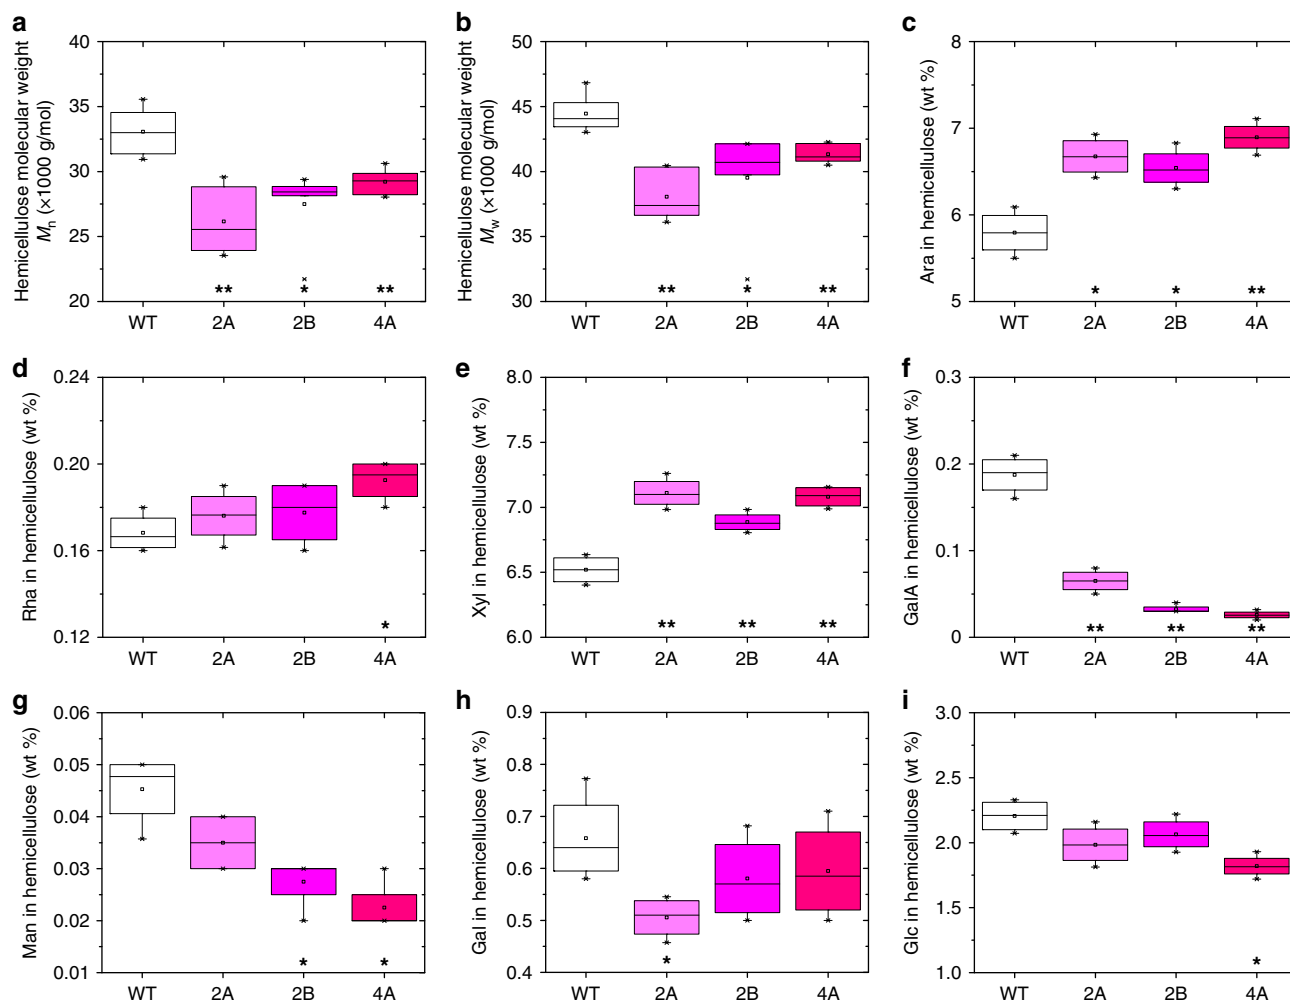 a
Hemicellulose molecular weight
Mn (×1000 g/mol)
40
35
30
25
20
** * **
WT 2A 2B 4A
b
Hemicellulose molecular weight
Mw (×1000 g/mol)
50
45
40
35
30
** * **
WT 2A 2B 4A
c
Ara in hemicellulose (wt %)
8
7
6
5
* * **
WT 2A 2B 4A
d
Rha in hemicellulose (wt %)
0.24
0.20
0.16
0.12
*
WT 2A 2B 4A
e
Xyl in hemicellulose (wt %)
8.0
7.5
7.0
6.5
6.0
** ** **
WT 2A 2B 4A
f
GalA in hemicellulose (wt %)
0.3
0.2
0.1
0
** ** **
WT 2A 2B 4A
g
Man in hemicellulose (wt %)
0.06
0.05
0.04
0.03
0.02
0.01
* *
WT 2A 2B 4A
h
Gal in hemicellulose (wt %)
0.9
0.8
0.7
0.6
0.5
0.4
*
WT 2A 2B 4A
i
Glc in hemicellulose (wt %)
3.0
2.5
2.0
1.5
1.0
*
WT 2A 2B 4A